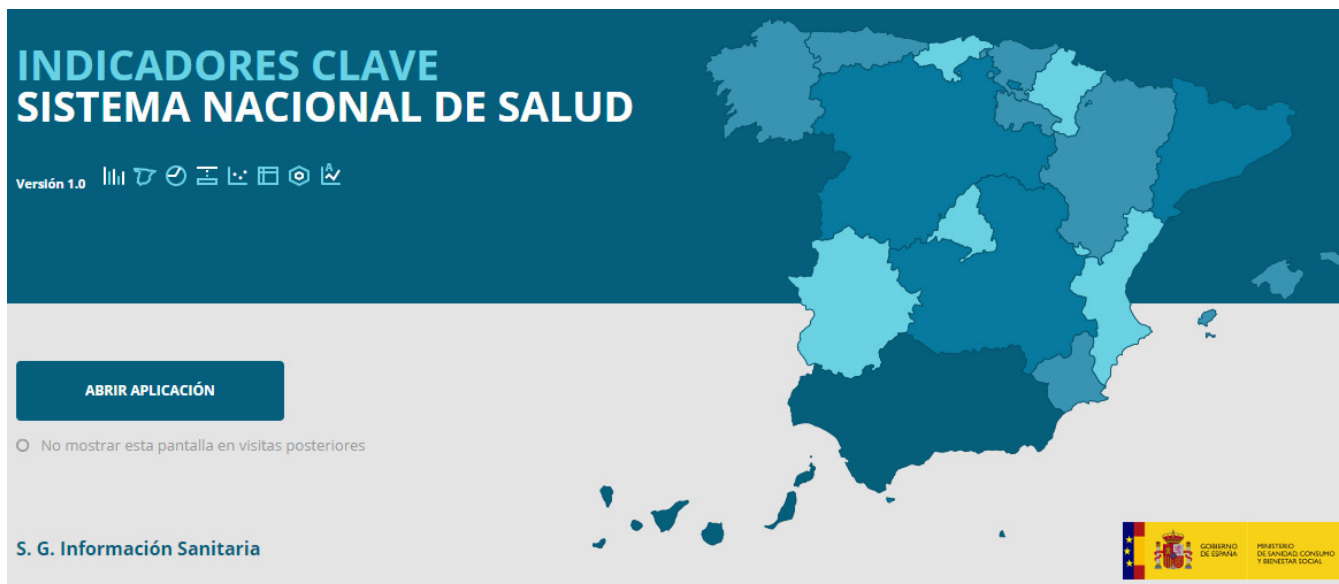 INDICADORES CLAVE
SISTEMA NACIONAL DE SALUD
Versión 1.0
ABRIR APLICACIÓN
No mostrar esta pantalla en visitas posteriores
S. G. Información Sanitaria
GOBIERNO
DE ESPAÑA
MINISTERIO
DE SANIDAD, CONSUMO
Y BIENESTAR SOCIAL